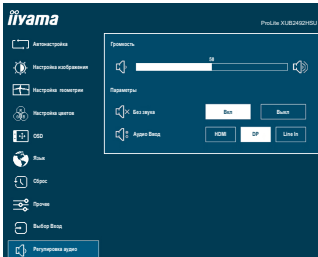 iiyama
ProLite XUB2492HSU
Автонастройка
Настройка изображения
Настройка геометрии
Настройка цветов
OSD
Язык
Сброс
Прочее
Выбор Вход
Регулировка аудио
Громкость
50
Параметры
Без звука
Вкл
Выкл
Аудио Вход
HDMI
DP
Line In